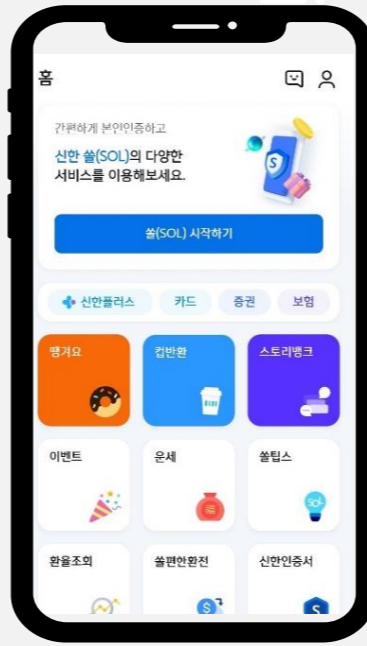 홈
간편하게 본인인증하고
신한 쏠(SOL)의 다양한
서비스를 이용해보세요.
S
쏠(SOL) 시작하기
신한플러스 카드 증권 보험
땡겨요 컵반환 스토리뱅크
이벤트 운세 쏠팁스
SOL
환율조회 쏠편한환전 신한인증서
$ S